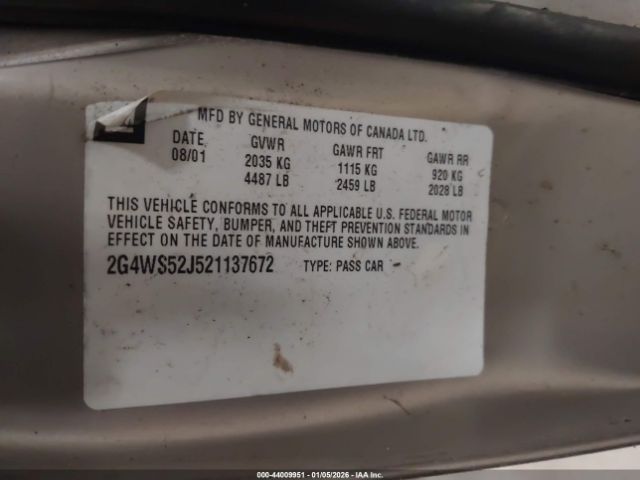 MFD BY GENERAL MOTORS OF CANADA LTD.
DATE GVWR GAWR FRT GAWR RR
08/01 2035 KG 1115 KG 920 KG
4487 LB 2459 LB 2028 LB
THIS VEHICLE CONFORMS TO ALL APPLICABLE U.S. FEDERAL MOTOR
VEHICLE SAFETY, BUMPER, AND THEFT PREVENTION STANDARDS IN
EFFECT ON THE DATE OF MANUFACTURE SHOWN ABOVE.
2G4WS52J521137672 TYPE: PASS CAR
000-44009951 | 01/05/2026 - IAA Inc.